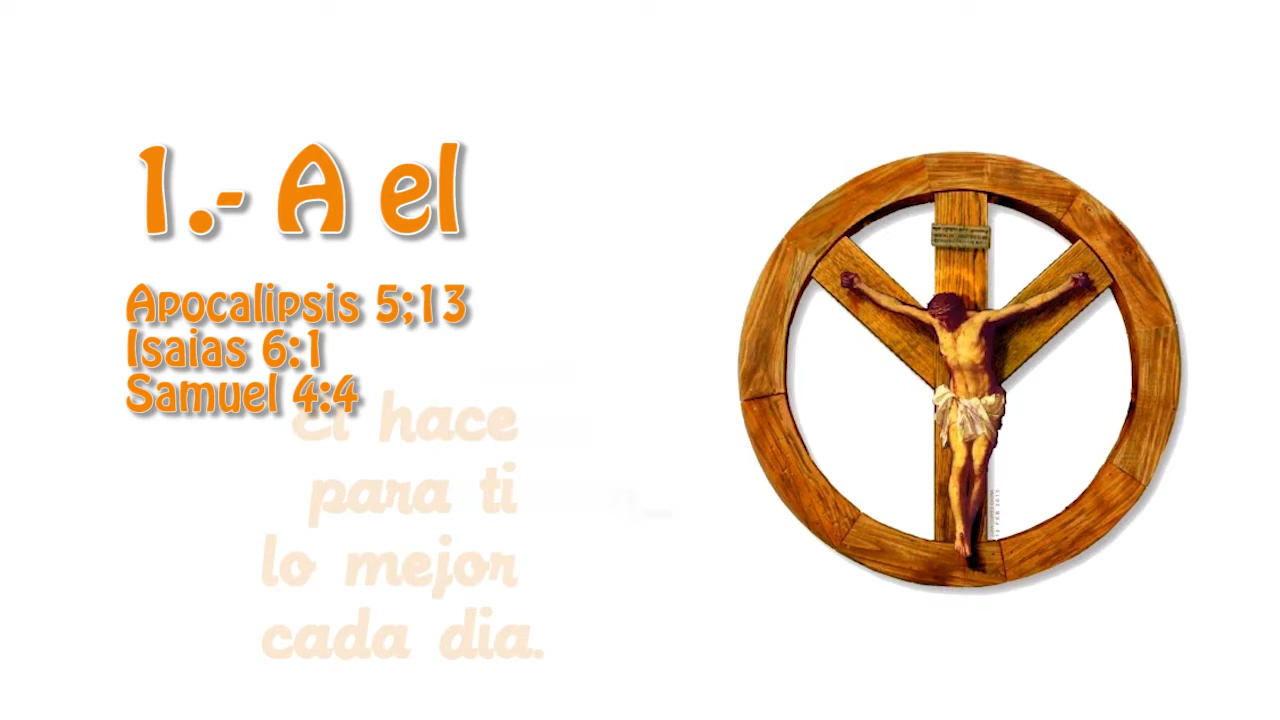 1.- A el
Apocalipsis 5;13
Isaias 6:1
Samuel 4:4
El hace
para ti
lo mejor
cada dia.